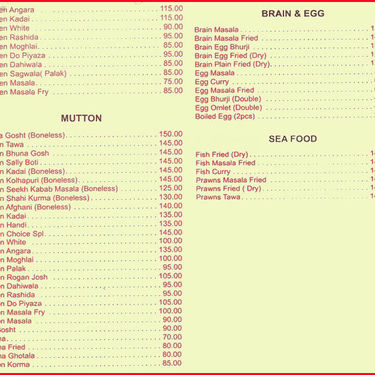 en Angara 115.00
en Kadai 115.00
en White 90.00
en Rashida 95.00
en Moghlai 85.00
en Do Piyaza 95.00
en Dahiwala 85.00
en Sagwala( Palak) 85.00
en Masala 75.00
en Masala Fry 85.00
MUTTON
a Gosht (Boneless) 150.00
n Tawa 145.00
n Bhuna Gosh 145.00
n Sally Boti 145.00
n Kadai (Boneless) 145.00
n Kolhapuri (Boneless) 145.00
n Seekh Kabab Masala (Boneless) 125.00
n Shahi Kurma (Boneless) 130.00
n Afghani (Boneless) 140.00
n Kadai 135.00
n Handi 135.00
n Choice Spl. 145.00
n White 100.00
n Angara 135.00
n Moghlai 100.00
n Palak 95.00
n Rogan Josh 105.00
n Dahiwala 95.00
n Rashida 95.00
n Do Piyaza 105.00
n Masala Fry 100.00
n Masala 90.00
Gosht 90.00
na 70.00
na Fried 80.00
na Gholala 80.00
n Korma 85.00
BRAIN & EGG
Brain Masala
Brain Masala Fried
Brain Egg Bhurji
Brain Egg Fried (Dry)
Brain Plain Fried (Dry)
Egg Masala
Egg Curry
Egg Masala Fried
Egg Bhurji (Double)
Egg Omlet (Double)
Boiled Egg (2pcs)
SEA FOOD
Fish Fried (Dry)
Fish Masala Fried
Fish Curry
Prawns Masala Fried
Prawns Fried ( Dry)
Prawns Tawa